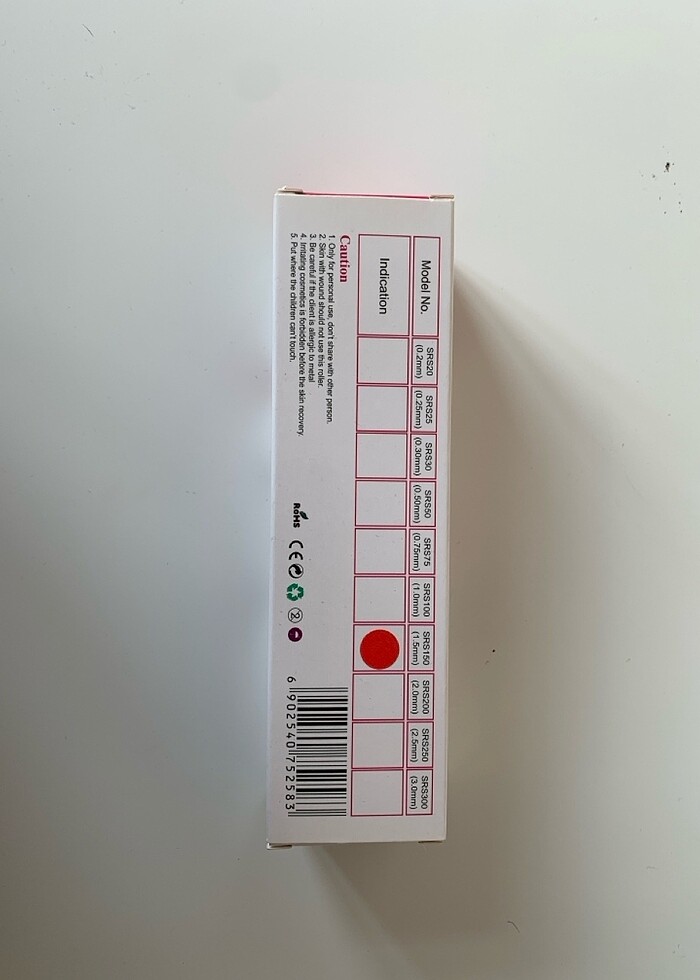 Model No.
SRS20
(0.2mm)
SRS25
(0.25mm)
SRS30
(0.30mm)
SRS50
(0.50mm)
SRS75
(0.75mm)
SRS100
(1.0mm)
SRS150
(1.5mm)
SRS200
(2.0mm)
SRS250
(2.5mm)
SRS300
(3.0mm)
Indication
Caution
1. Only for personal use, don't share with other person.
2. Skin with wound should not use this roller.
3. Be careful if the client is allergic to metal
4. Irritating cosmetics is forbidden before the skin recovery.
5. Put where the children can't touch.
RoHS CE 2
6 902540 752583